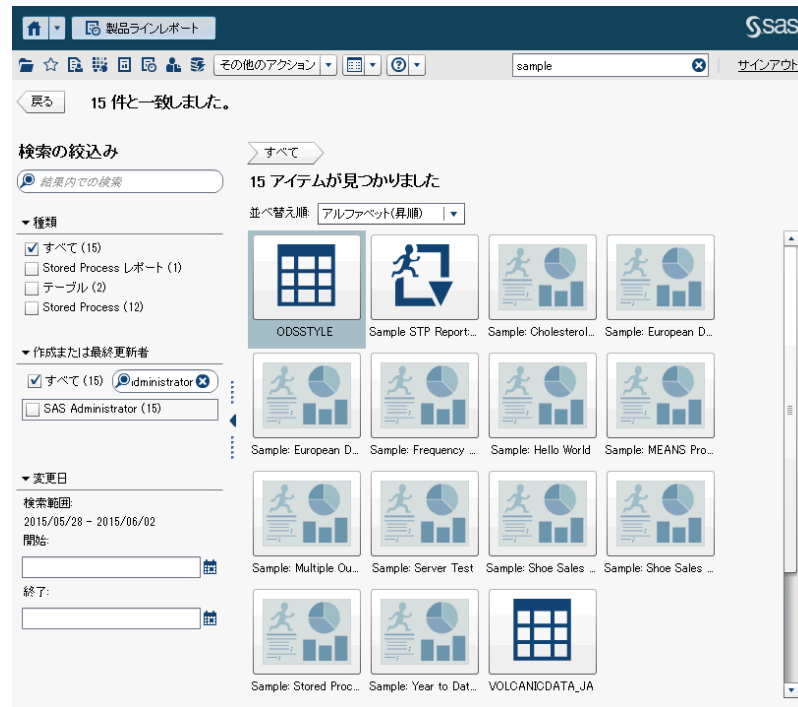 製品ラインレポート
sas
その他のアクション
sample
サインアウト
戻る
15 件と一致しました。
検索の絞込み
結果内での検索
種類
すべて (15)
Stored Process レポート (1)
テーブル (2)
Stored Process (12)
作成または最終更新者
すべて (15)
dministrator
SAS Administrator (15)
変更日
検索範囲:
2015/05/28 - 2015/06/02
開始:
終了:
すべて
15 アイテムが見つかりました
並べ替え順: アルファベット(昇順)
ODSSTYLE
Sample STP Report:...
Sample: Cholesterol...
Sample: European D...
Sample: European D...
Sample: Frequency ...
Sample: Hello World
Sample: MEANS Pro...
Sample: Multiple Ou...
Sample: Server Test
Sample: Shoe Sales ...
Sample: Shoe Sales ...
Sample: Stored Proc...
Sample: Year to Dat...
VOLCANICDATA_JA